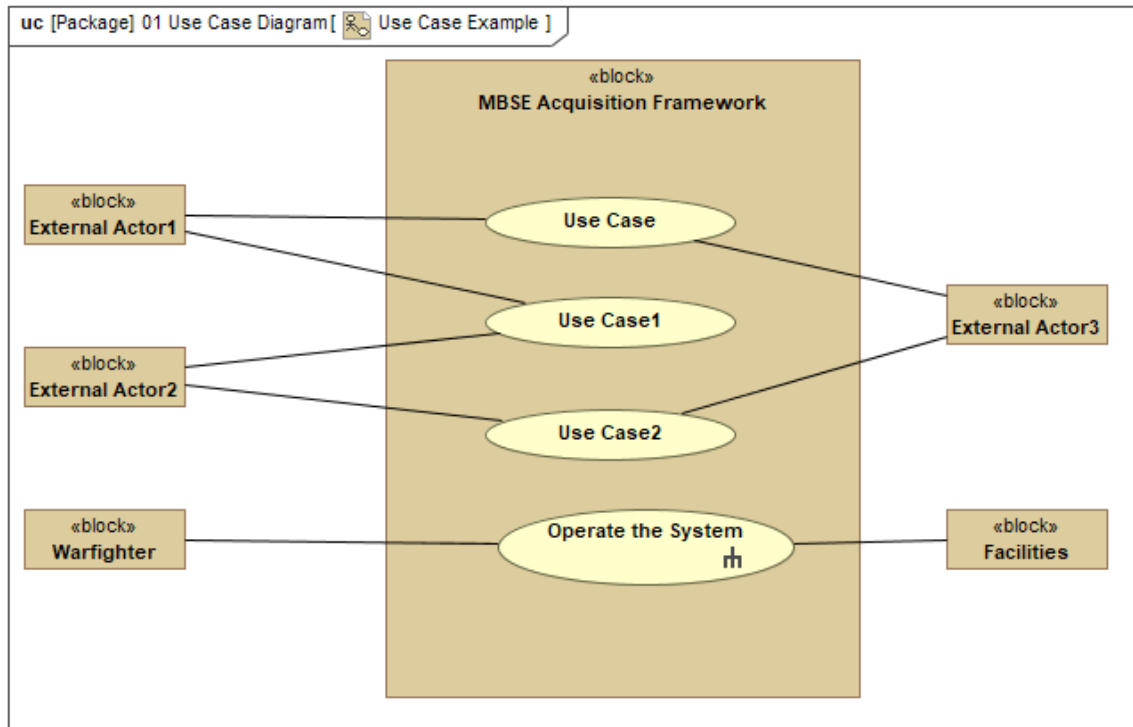 uc [Package] 01 Use Case Diagram [ Use Case Example ]
«block»
MBSE Acquisition Framework
«block»
External Actor1
Use Case
«block»
External Actor3
Use Case1
«block»
External Actor2
Use Case2
«block»
Warfighter
Operate the System
«block»
Facilities